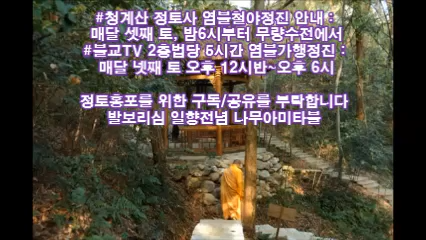 #청계산 정토사 염불철야정진 안내 :
매달 셋째 토, 밤6시부터 무량수전에서
#불교TV 2층법당 5시간 염불가행정진 :
매달 넷째 토 오후 12시반~오후 6시
정토홍포를 위한 구독/공유를 부탁합니다
발보리심 일향전념 나무아미타불